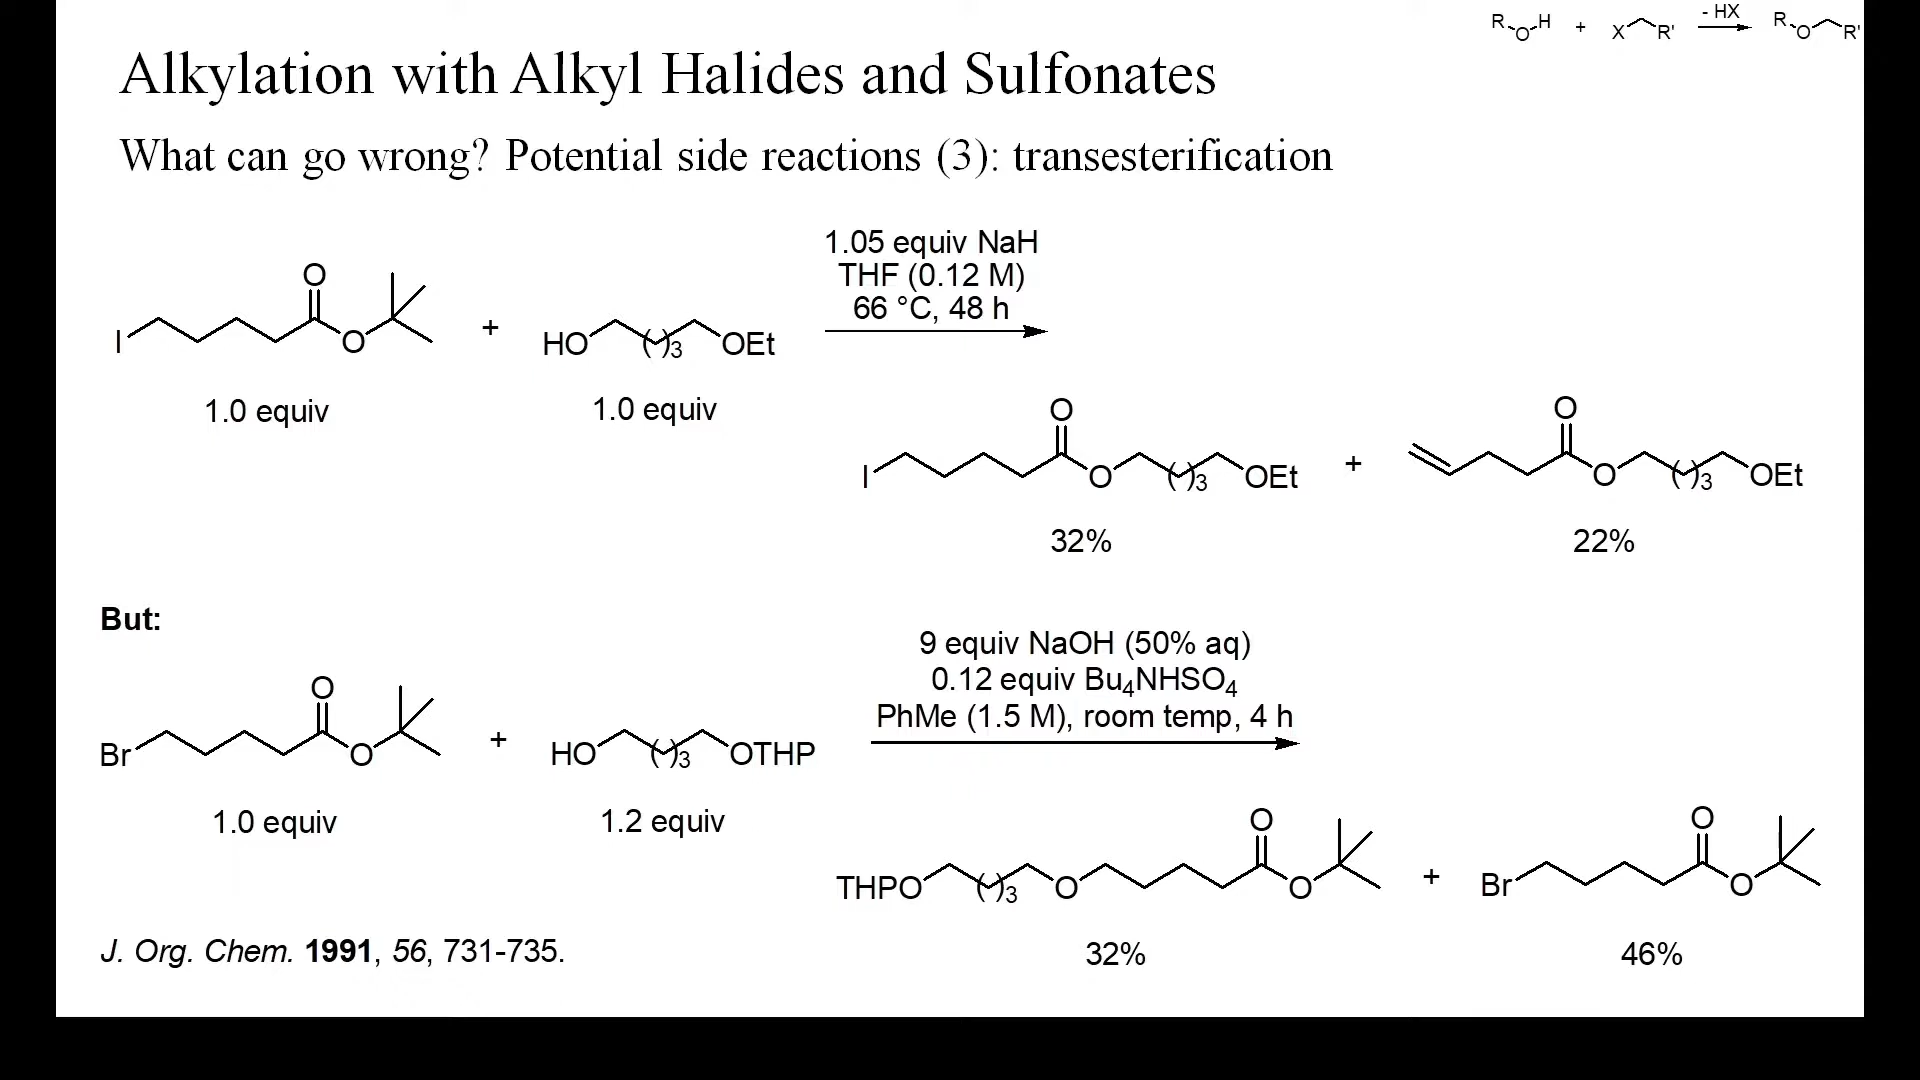 R O H + X R' - HX R O R'
Alkylation with Alkyl Halides and Sulfonates
What can go wrong? Potential side reactions (3): transesterification
1.05 equiv NaH
THF (0.12 M)
66 °C, 48 h
I O O + HO ( )3 OEt
1.0 equiv 1.0 equiv
I O O ( )3 OEt + O O ( )3 OEt
32% 22%
But:
9 equiv NaOH (50% aq)
0.12 equiv Bu4NHSO4
PhMe (1.5 M), room temp, 4 h
Br O O + HO ( )3 OTHP
1.0 equiv 1.2 equiv
THPO ( )3 O O O + Br O O
32% 46%
J. Org. Chem. 1991, 56, 731-735.